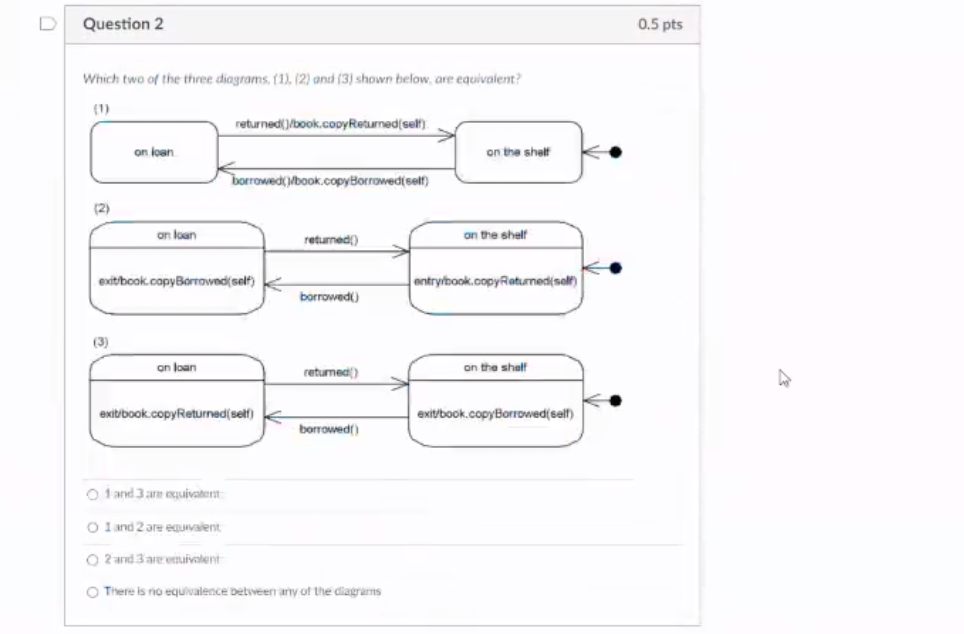 Question 2
0.5 pts
Which two of the three diagrams, (1), (2) and (3) shown below, are equivalent?
(1)
returned()/book.copyReturned(self)
on loan
on the shelf
borrowed()/book.copyBorrowed(self)
(2)
on loan
returned()
on the shelf
exit/book.copyBorrowed(self)
entry/book.copyReturned(self)
borrowed()
(3)
on loan
returned()
on the shelf
exit/book.copyReturned(self)
exit/book.copyBorrowed(self)
borrowed()
1 and 3 are equivalent
1 and 2 are equivalent
2 and 3 are equivalent
There is no equivalence between any of the diagrams